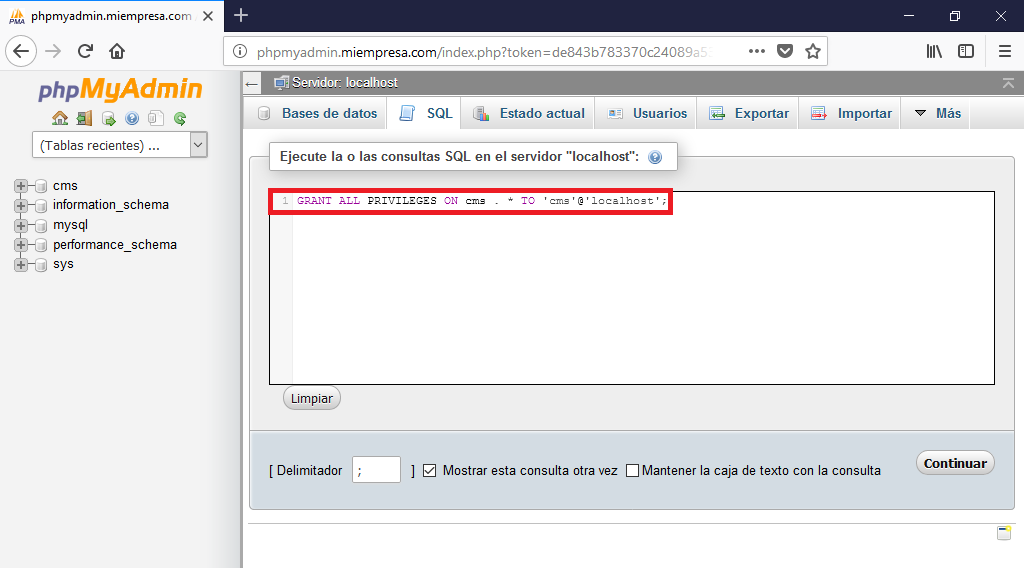 phpmyadmin.miempresa.com
phpmyadmin.miempresa.com/index.php?token=de843b783370c24089a5
phpMyAdmin
(Tablas recientes) ...
cms
information_schema
mysql
performance_schema
sys
Servidor: localhost
Bases de datos
SQL
Estado actual
Usuarios
Exportar
Importar
Más
Ejecute la o las consultas SQL en el servidor "localhost":
1 GRANT ALL PRIVILEGES ON cms . * TO 'cms'@'localhost';
Limpiar
[ Delimitador ; ] Mostrar esta consulta otra vez Mantener la caja de texto con la consulta
Continuar